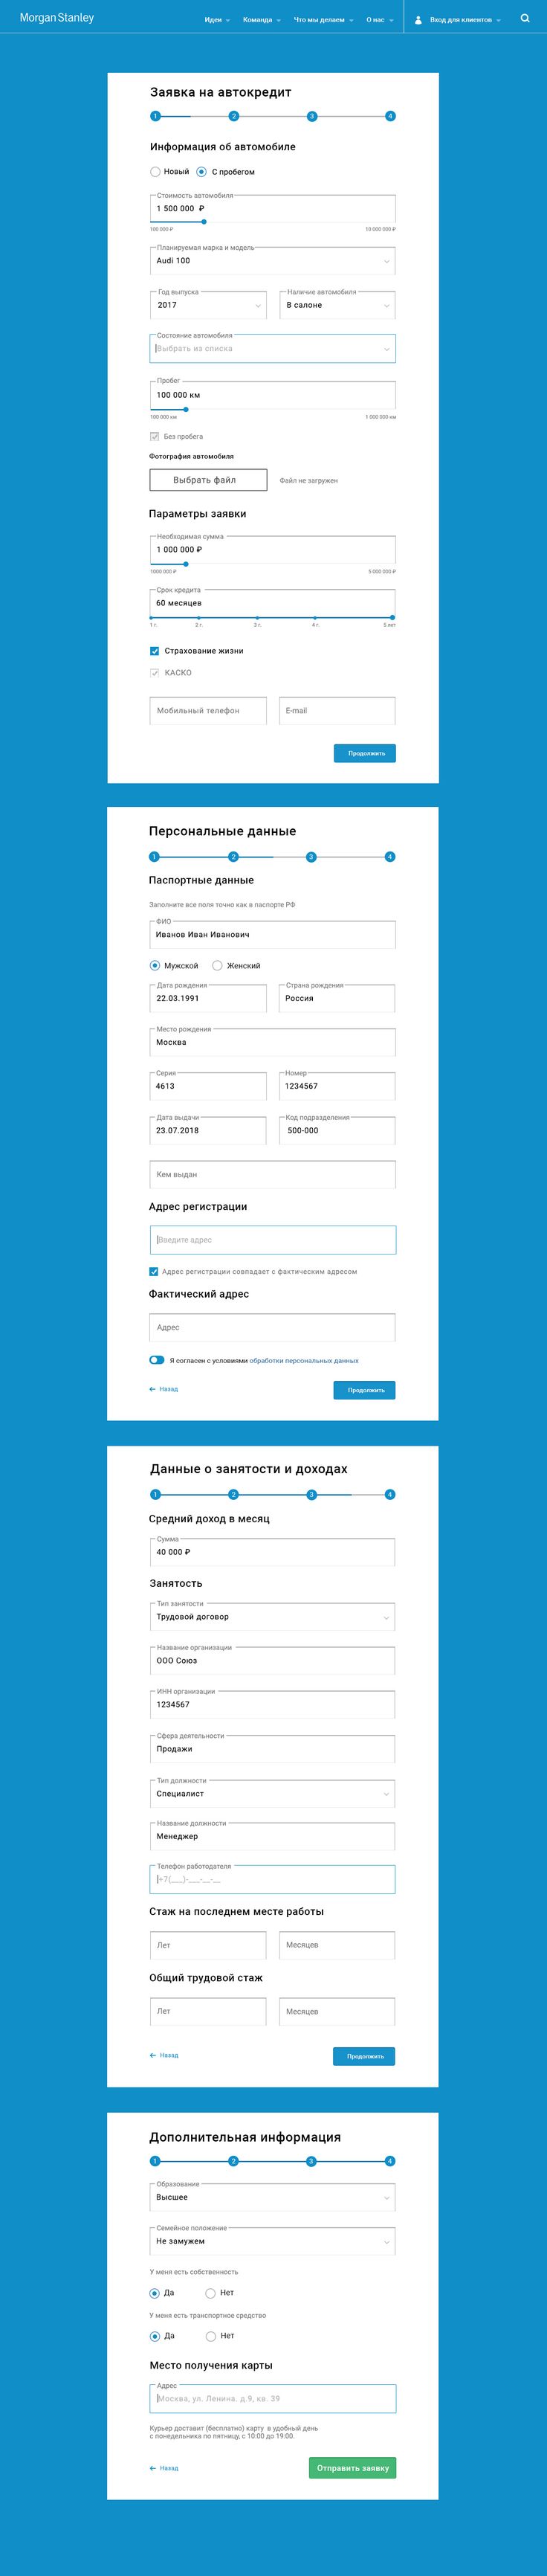 Morgan Stanley Идеи Команда Что мы делаем О нас Вход для клиентов
Заявка на автокредит
1 2 3 4
Информация об автомобиле
Новый С пробегом
Стоимость автомобиля
1 500 000 ₽
100 000 ₽ 10 000 000 ₽
Планируемая марка и модель
Audi 100
Год выпуска Наличие автомобиля
2017 В салоне
Состояние автомобиля
Выбрать из списка
Пробег
100 000 км
100 000 км 1 000 000 км
Без пробега
Фотография автомобиля
Выбрать файл Файл не загружен
Параметры заявки
Необходимая сумма
1 000 000 ₽
1000 000 ₽ 5 000 000 ₽
Срок кредита
60 месяцев
1 г. 2 г. 3 г. 4 г. 5 лет
Страхование жизни
КАСКО
Мобильный телефон E-mail
Продолжить
Персональные данные
1 2 3 4
Паспортные данные
Заполните все поля точно как в паспорте РФ
ФИО
Иванов Иван Иванович
Мужской Женский
Дата рождения Страна рождения
22.03.1991 Россия
Место рождения
Москва
Серия Номер
4613 1234567
Дата выдачи Код подразделения
23.07.2018 500-000
Кем выдан
Адрес регистрации
Введите адрес
Адрес регистрации совпадает с фактическим адресом
Фактический адрес
Адрес
Я согласен с условиями обработки персональных данных
Назад Продолжить
Данные о занятости и доходах
1 2 3 4
Средний доход в месяц
Сумма
40 000 ₽
Занятость
Тип занятости
Трудовой договор
Название организации
ООО Союз
ИНН организации
1234567
Сфера деятельности
Продажи
Тип должности
Специалист
Название должности
Менеджер
Телефон работодателя
+7(___)-___-__-__
Стаж на последнем месте работы
Лет Месяцев
Общий трудовой стаж
Лет Месяцев
Назад Продолжить
Дополнительная информация
1 2 3 4
Образование
Высшее
Семейное положение
Не замужем
У меня есть собственность
Да Нет
У меня есть транспортное средство
Да Нет
Место получения карты
Адрес
Москва, ул. Ленина. д.9, кв. 39
Курьер доставит (бесплатно) карту в удобный день
с понедельника по пятницу, с 10:00 до 19:00.
Назад Отправить заявку